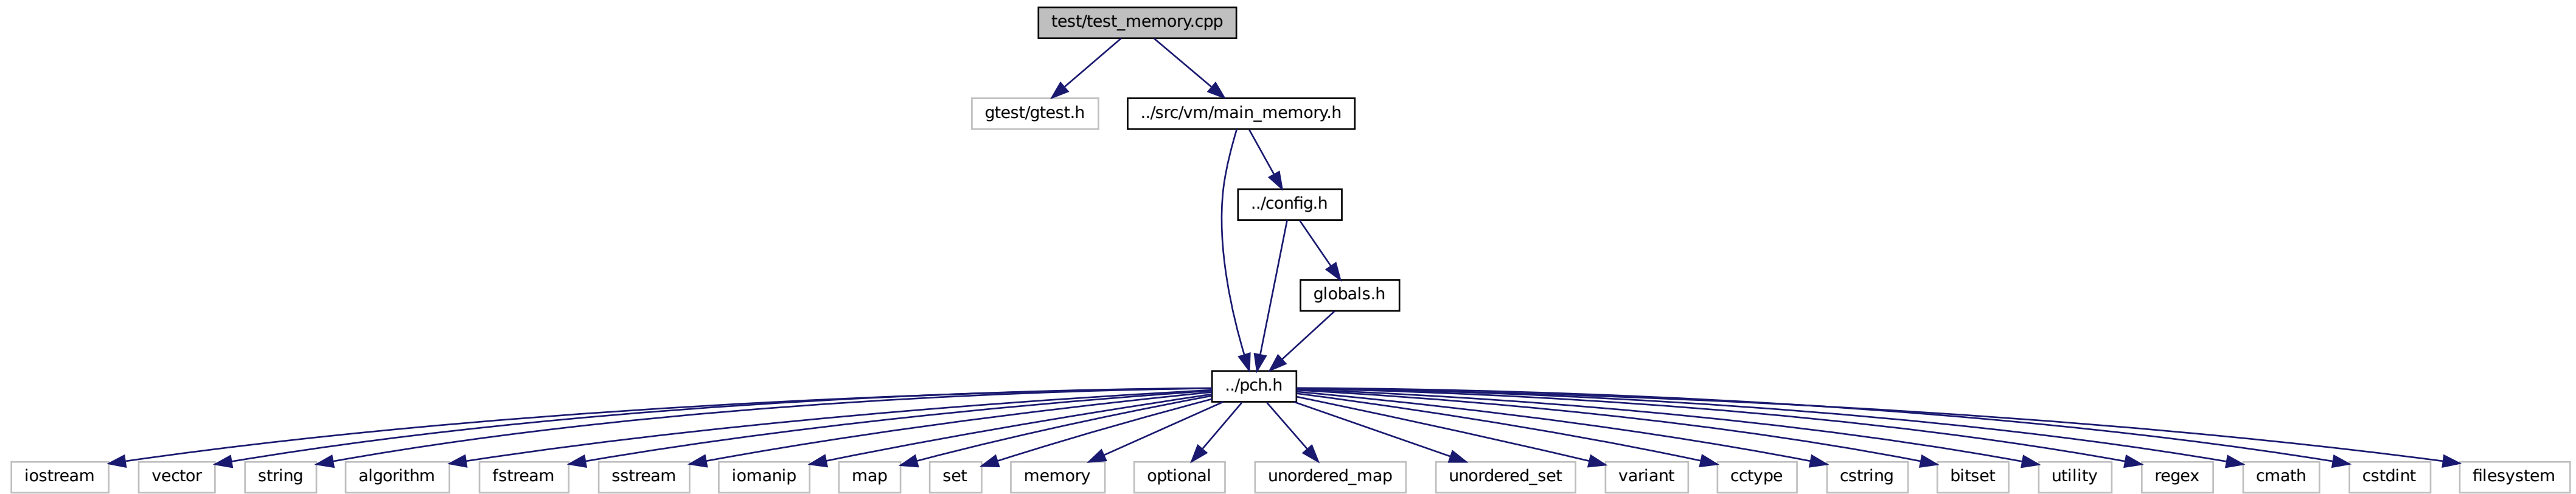 test/test_memory.cpp
gtest/gtest.h
../src/vm/main_memory.h
../config.h
globals.h
../pch.h
iostream
vector
string
algorithm
fstream
sstream
iomanip
map
set
memory
optional
unordered_map
unordered_set
variant
cctype
cstring
bitset
utility
regex
cmath
cstdint
filesystem